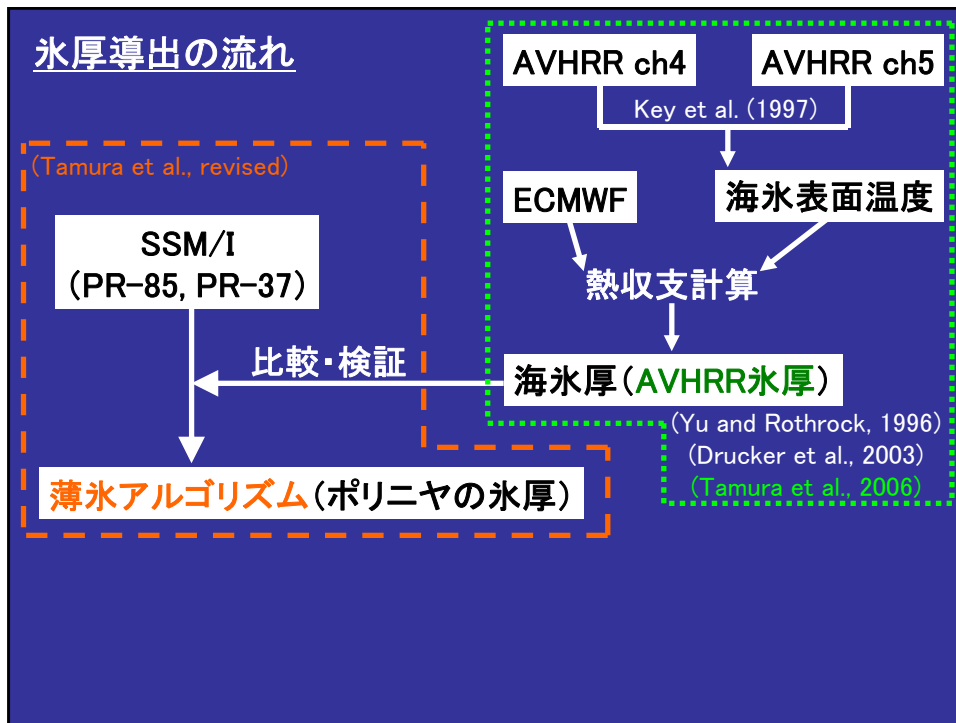 氷厚導出の流れ
AVHRR ch4
AVHRR ch5
Key et al. (1997)
(Tamura et al., revised)
ECMWF
海氷表面温度
SSM/I
(PR-85, PR-37)
熱収支計算
比較・検証
海氷厚(AVHRR氷厚)
(Yu and Rothrock, 1996)
(Drucker et al., 2003)
(Tamura et al., 2006)
薄氷アルゴリズム(ポリニヤの氷厚)